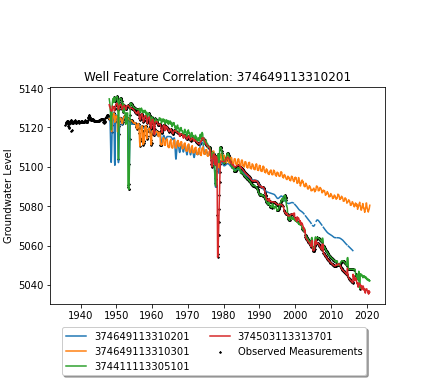 Well Feature Correlation: 374649113310201
5140
5120
5100
5080
5060
5040
Groundwater Level
1940 1950 1960 1970 1980 1990 2000 2010 2020
374649113310201
374649113310301
374411113305101
374503113313701
Observed Measurements